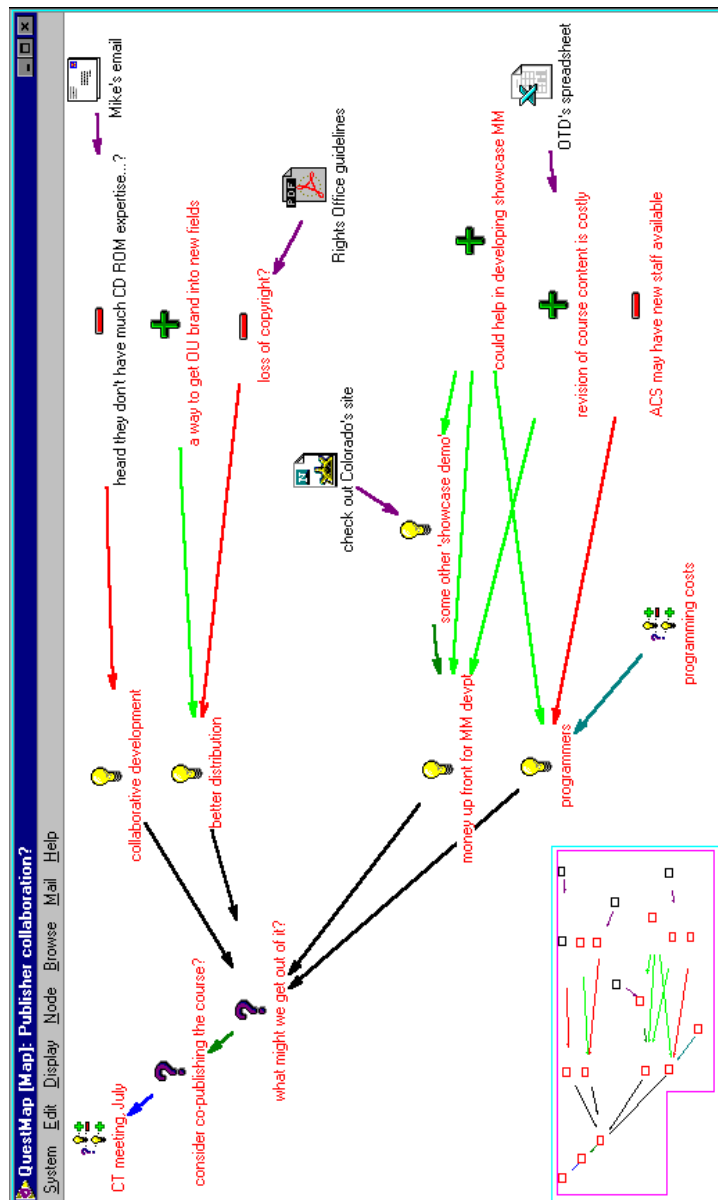 QuestMap [Map]: Publisher collaboration?
System Edit Display Node Browse Mail Help
CT meeting, July
consider co-publishing the course?
what might we get out of it?
collaborative development
better distribution
money up front for MM devpt
programmers
heard they don't have much CD ROM expertise...?
Mike's email
a way to get OU brand into new fields
loss of copyright?
PDF
Rights Office guidelines
N
check out Colorado's site
some other 'showcase demo'
could help in developing showcase MM
X
OTD's spreadsheet
revision of course content is costly
ACS may have new staff available
programming costs